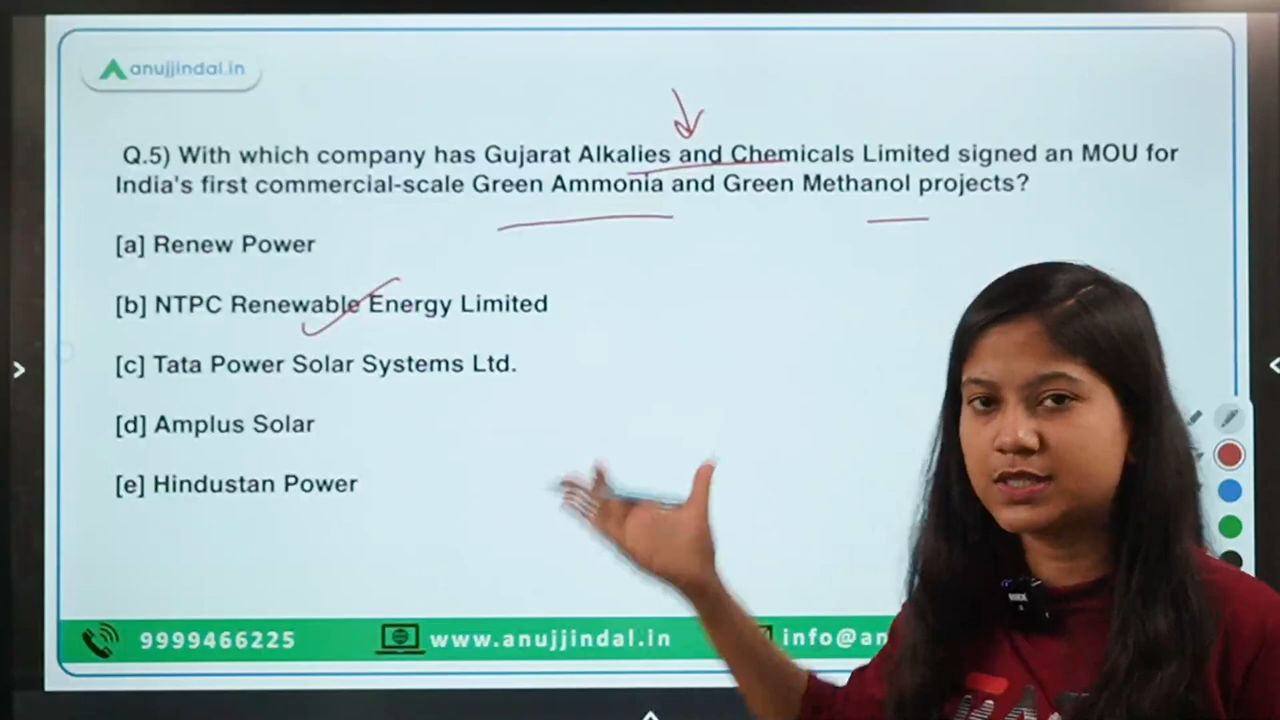 anujjindal.in
Q.5) With which company has Gujarat Alkalies and Chemicals Limited signed an MOU for
India's first commercial-scale Green Ammonia and Green Methanol projects?
[a] Renew Power
[b] NTPC Renewable Energy Limited
[c] Tata Power Solar Systems Ltd.
[d] Amplus Solar
[e] Hindustan Power
9999466225 www.anujjindal.in info@an